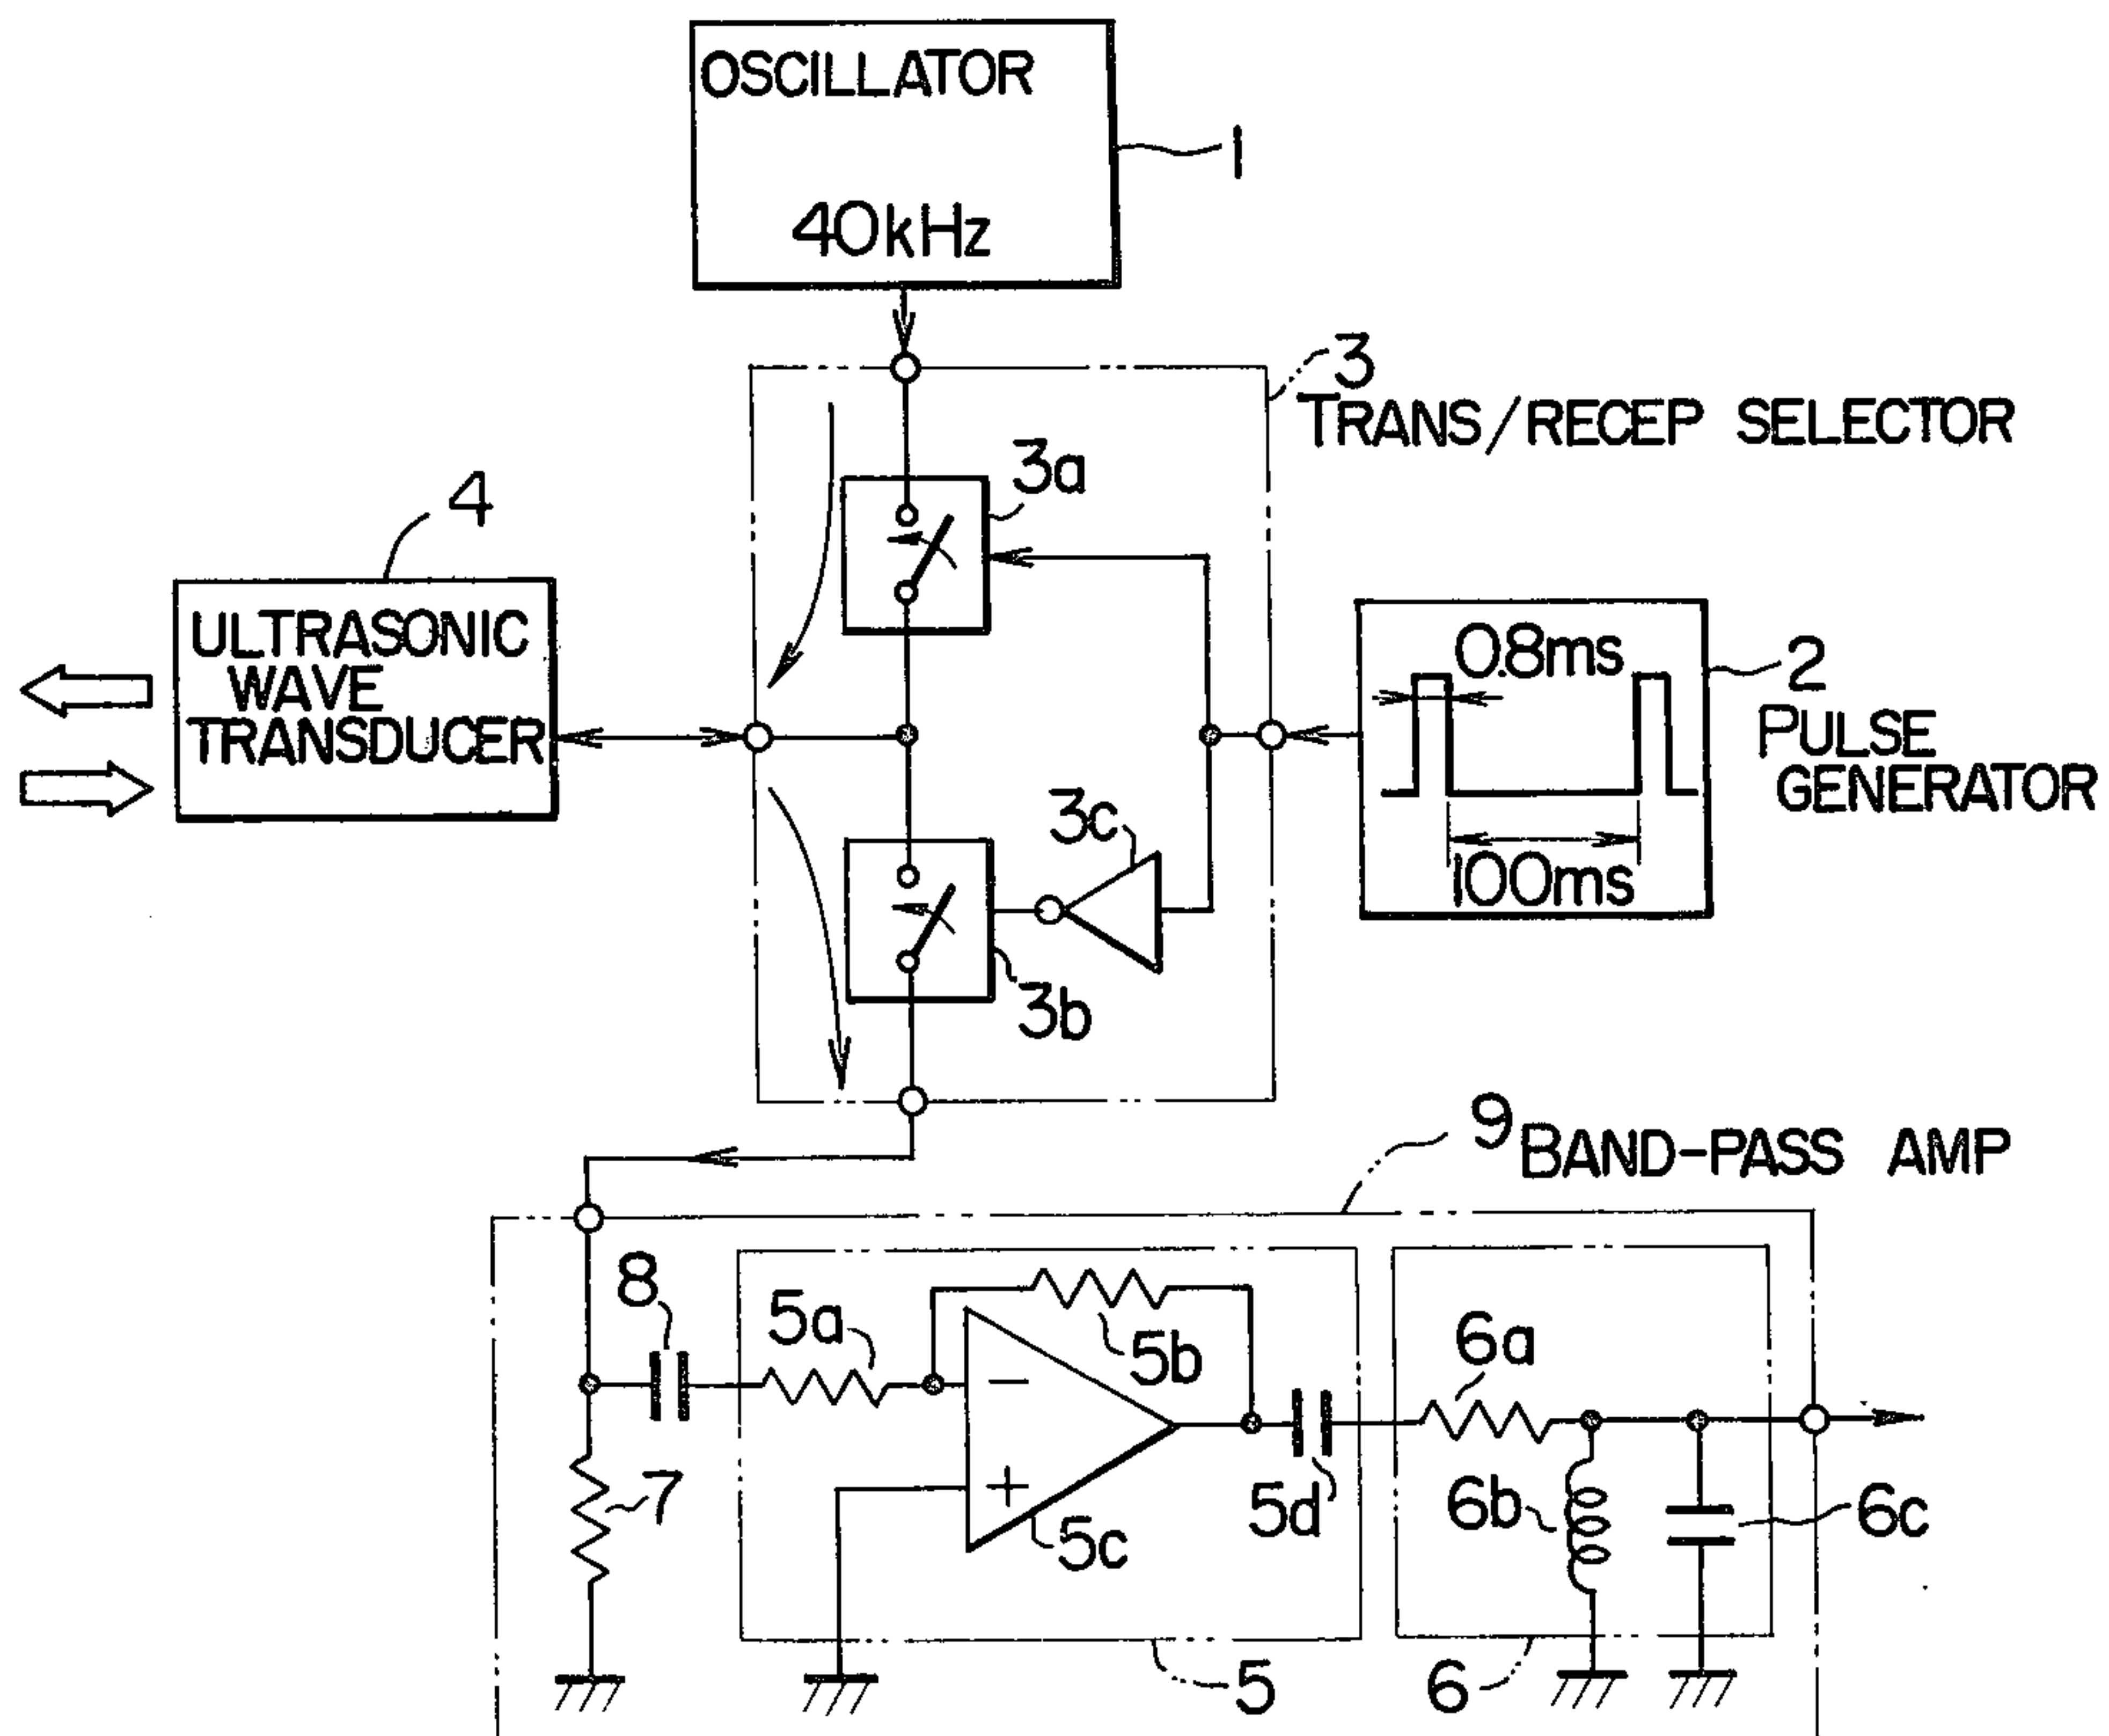 OSCILLATOR
40kHz
1
3
TRANS/RECEP SELECTOR
3a
4
ULTRASONIC
WAVE
TRANSDUCER
0.8ms
100ms
2
PULSE
GENERATOR
3c
3b
9 BAND-PASS AMP
8
5a
5b
6a
7
−
+
5c
5d
6b
6c
5
6